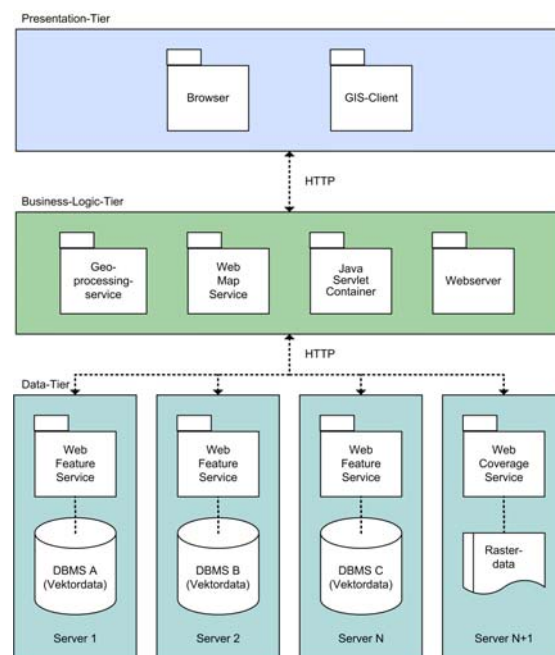 Presentation-Tier
Browser
GIS-Client
HTTP
Business-Logic-Tier
Geo-
processing-
service
Web
Map
Service
Java
Servlet
Container
Webserver
HTTP
Data-Tier
Web
Feature
Service
Web
Feature
Service
Web
Feature
Service
Web
Coverage
Service
DBMS A
(Vektordata)
DBMS B
(Vektordata)
DBMS C
(Vektordata)
Raster-
data
Server 1
Server 2
Server N
Server N+1